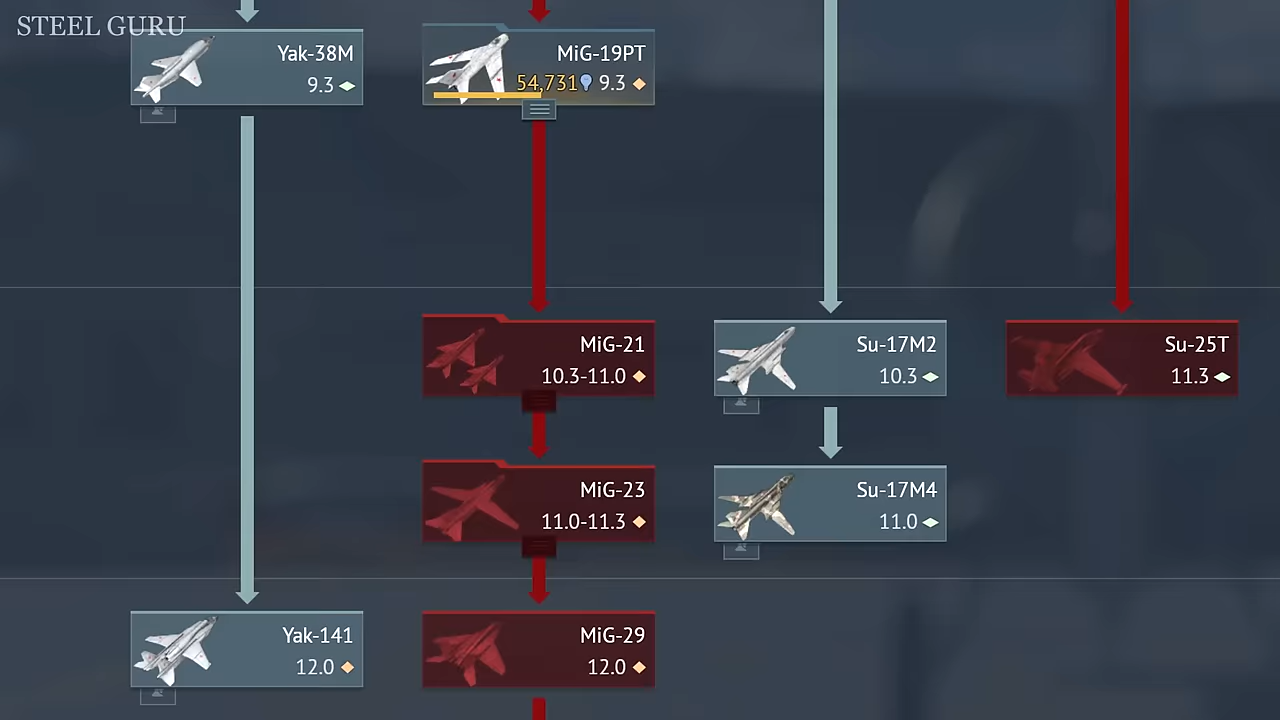 STEEL GURU
Yak-38M
9.3
MiG-19PT
54,731 9.3
MiG-21
10.3-11.0
Su-17M2
10.3
Su-25T
11.3
MiG-23
11.0-11.3
Su-17M4
11.0
Yak-141
12.0
MiG-29
12.0